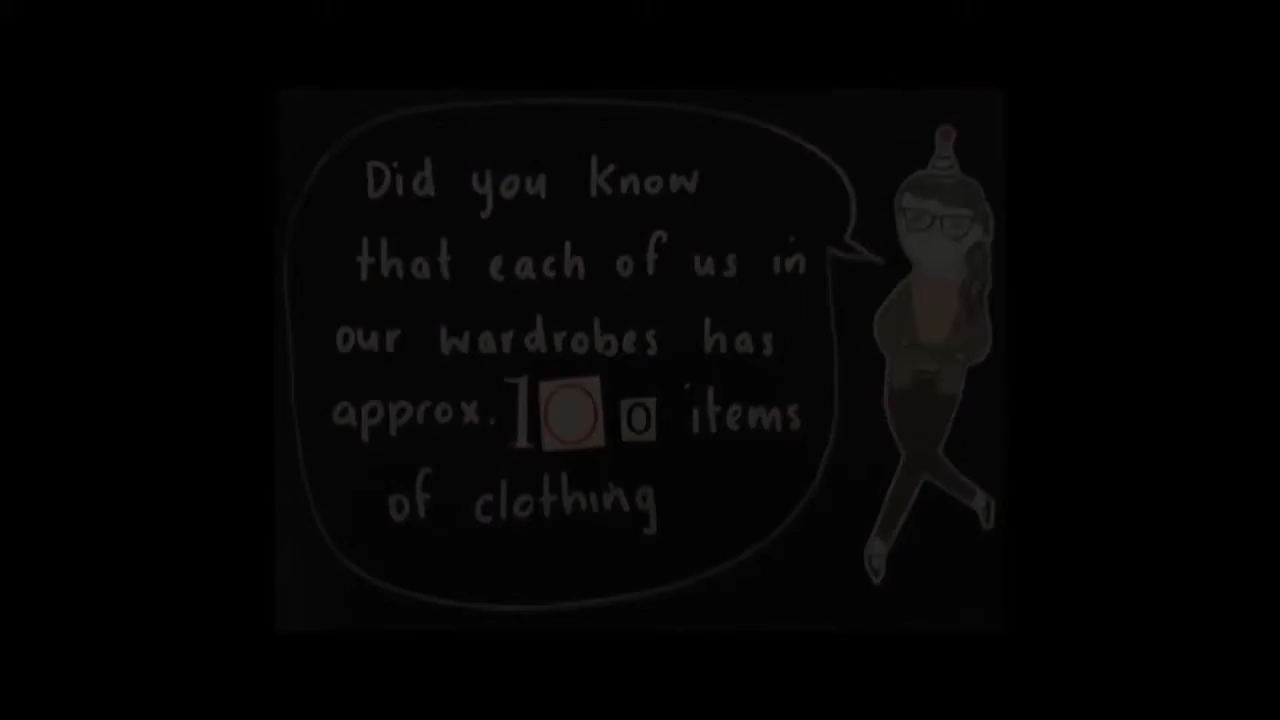 Did you know
that each of us in
our wardrobes has
approx. 100 items
of clothing